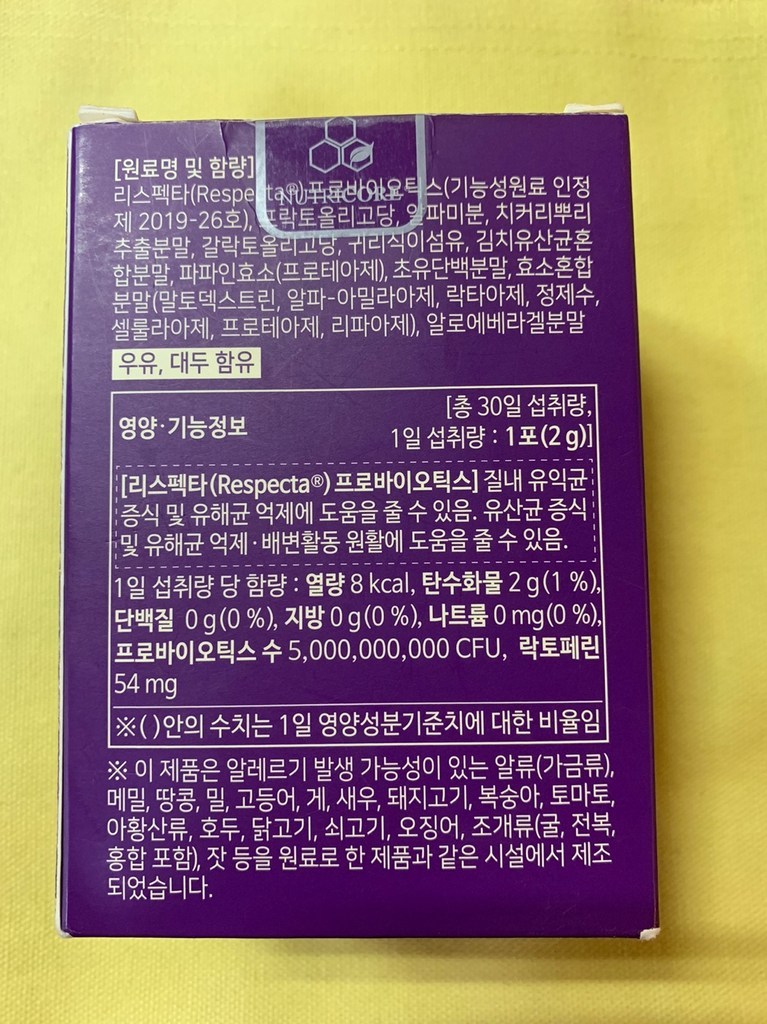 [원료명 및 함량]
NUTRICORE
리스펙타(Respecta®) 프로바이오틱스(기능성원료 인정
제 2019-26호), 프락토올리고당, 알파미분, 치커리뿌리
추출분말, 갈락토올리고당, 귀리식이섬유, 김치유산균혼
합분말, 파파인효소(프로테아제), 초유단백분말, 효소혼합
분말(말토덱스트린, 알파-아밀라아제, 락타아제, 정제수,
셀룰라아제, 프로테아제, 리파아제), 알로에베라겔분말
우유, 대두 함유
영양·기능정보
[총 30일 섭취량,
1일 섭취량 : 1포(2 g)]
[리스펙타(Respecta®) 프로바이오틱스] 질내 유익균
증식 및 유해균 억제에 도움을 줄 수 있음. 유산균 증식
및 유해균 억제·배변활동 원활에 도움을 줄 수 있음.
1일 섭취량 당 함량 : 열량 8 kcal, 탄수화물 2 g(1 %),
단백질 0 g(0 %), 지방 0 g(0 %), 나트륨 0 mg(0 %),
프로바이오틱스 수 5,000,000,000 CFU, 락토페린
54 mg
※( )안의 수치는 1일 영양성분기준치에 대한 비율임
※ 이 제품은 알레르기 발생 가능성이 있는 알류(가금류),
메밀, 땅콩, 밀, 고등어, 게, 새우, 돼지고기, 복숭아, 토마토,
아황산류, 호두, 닭고기, 쇠고기, 오징어, 조개류(굴, 전복,
홍합 포함), 잣 등을 원료로 한 제품과 같은 시설에서 제조
되었습니다.